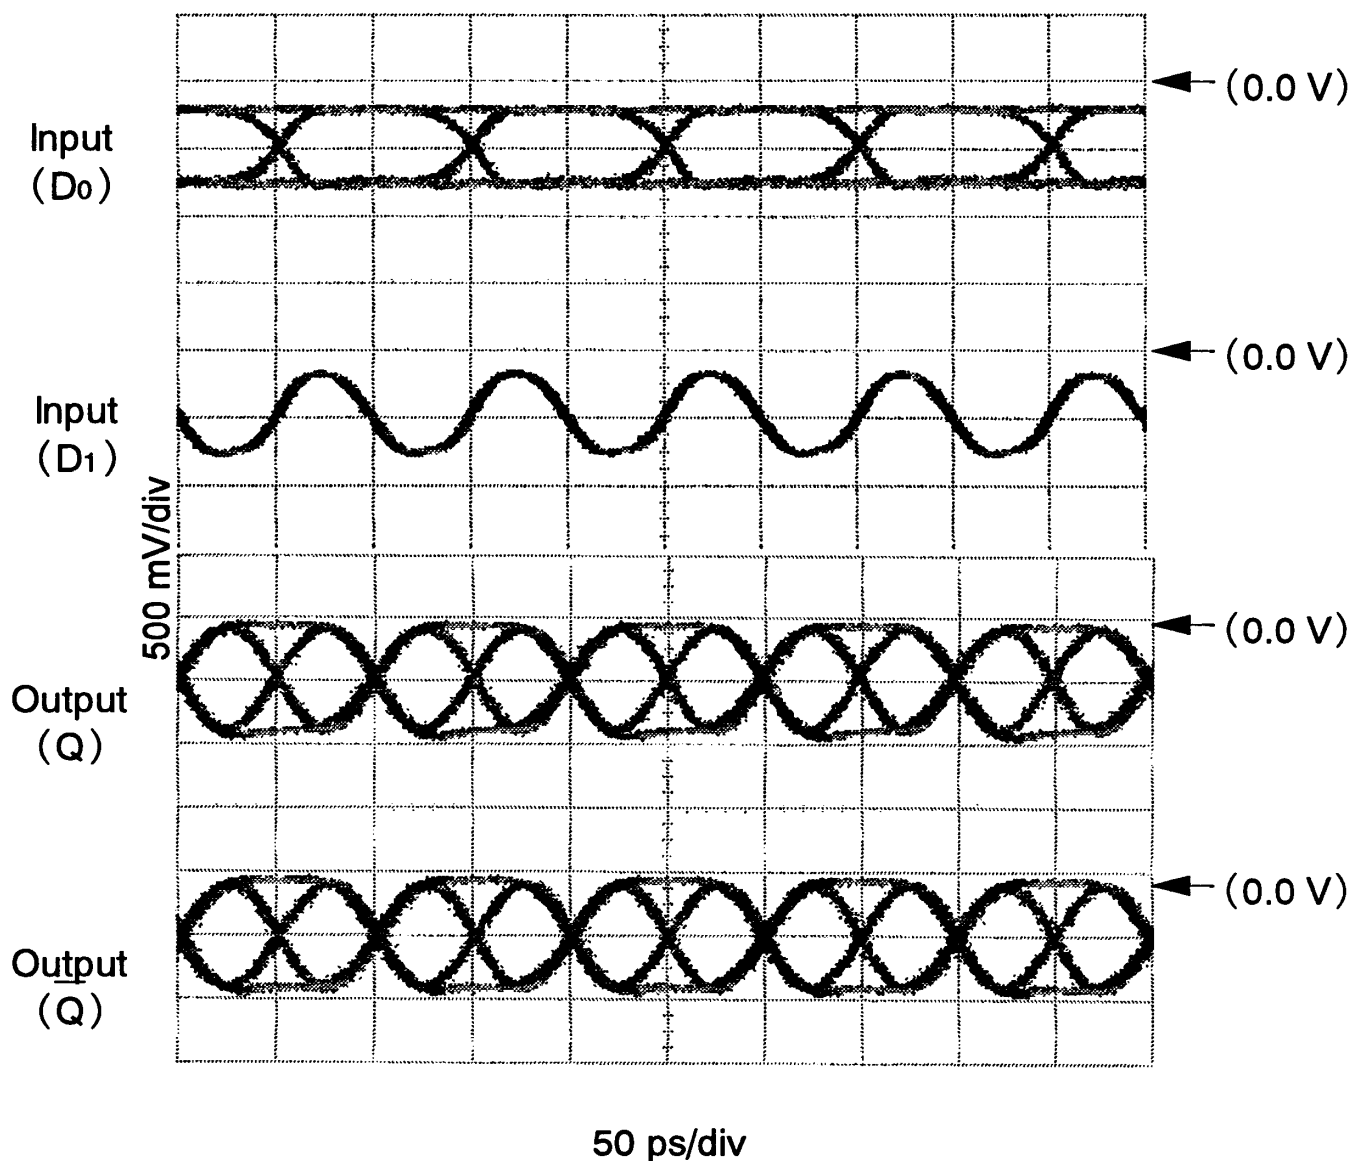 (0.0 V)
Input
(D0)
(0.0 V)
Input
(D1)
500 mV/div
(0.0 V)
Output
(Q)
(0.0 V)
Output
(Q̅)
50 ps/div